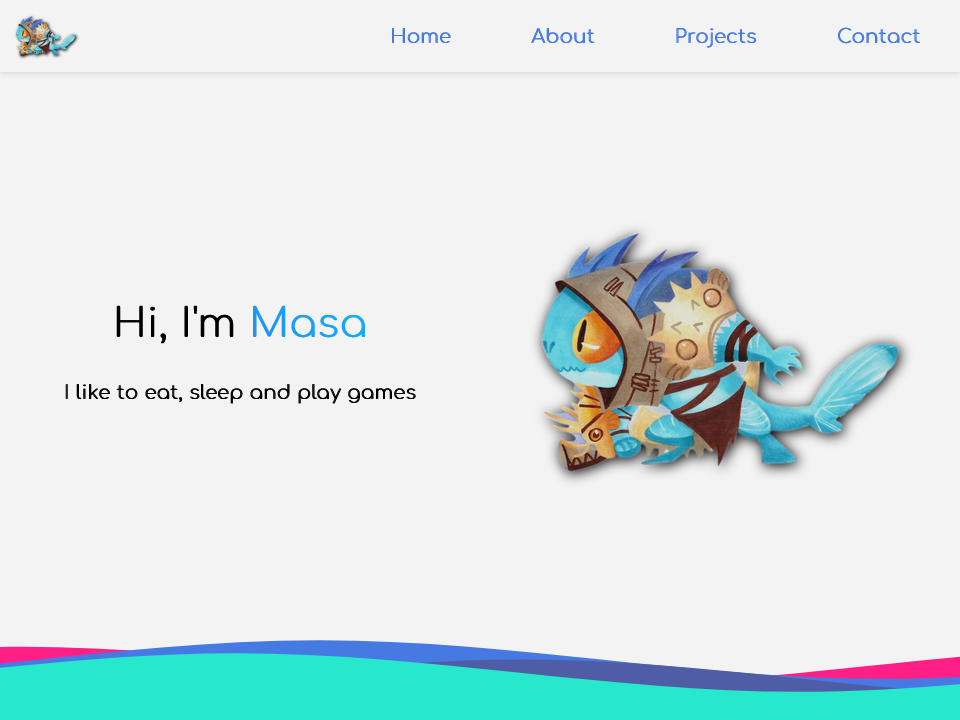 Home About Projects Contact
Hi, I'm Masa
I like to eat, sleep and play games